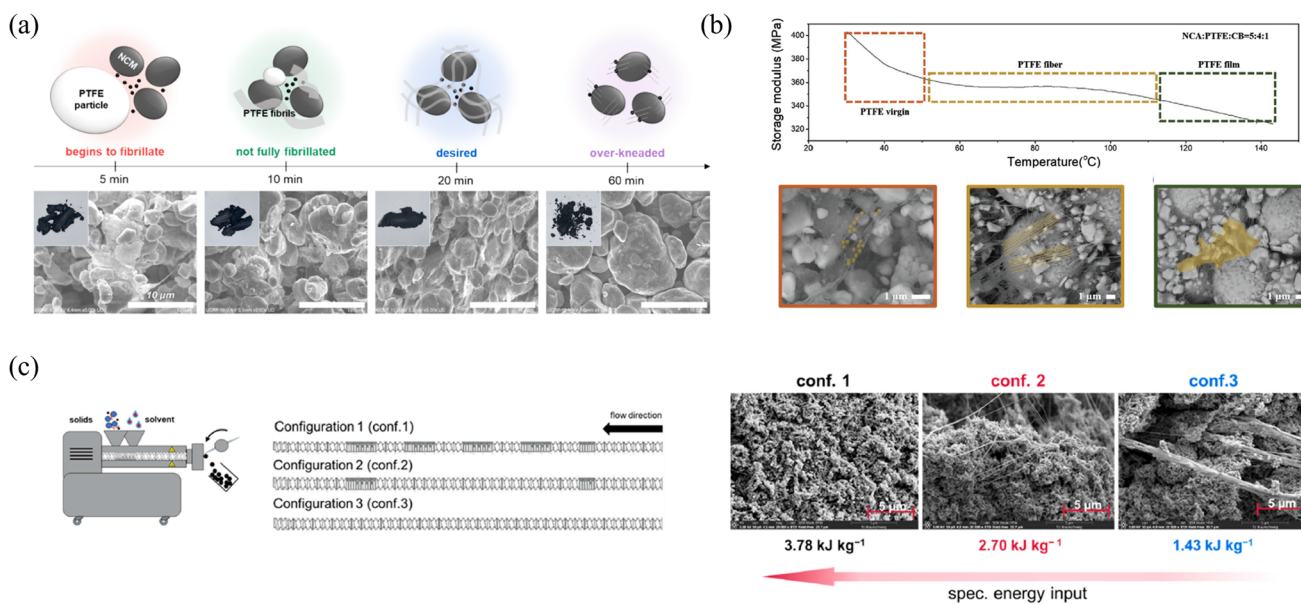 (a)
NCM
PTFE
particle
PTFE fibrils
begins to fibrillate
not fully fibrillated
desired
over-kneaded
5 min
10 min
20 min
60 min
10 μm
(b)
Storage modulus (MPa)
400
380
360
340
320
NCA:PTFE:CB=5:4:1
PTFE virgin
PTFE fiber
PTFE film
40
60
80
100
120
140
Temperature(°C)
1 μm
1 μm
1 μm
(c)
solids
solvent
flow direction
Configuration 1 (conf.1)
Configuration 2 (conf.2)
Configuration 3 (conf.3)
conf. 1
conf. 2
conf.3
5 μm
5 μm
5 μm
3.78 kJ kg⁻¹
2.70 kJ kg⁻¹
1.43 kJ kg⁻¹
spec. energy input